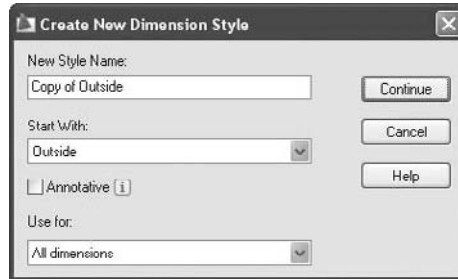 Create New Dimension Style
New Style Name:
Copy of Outside
Continue
Start With:
Cancel
Outside
Help
Annotative
Use for:
All dimensions